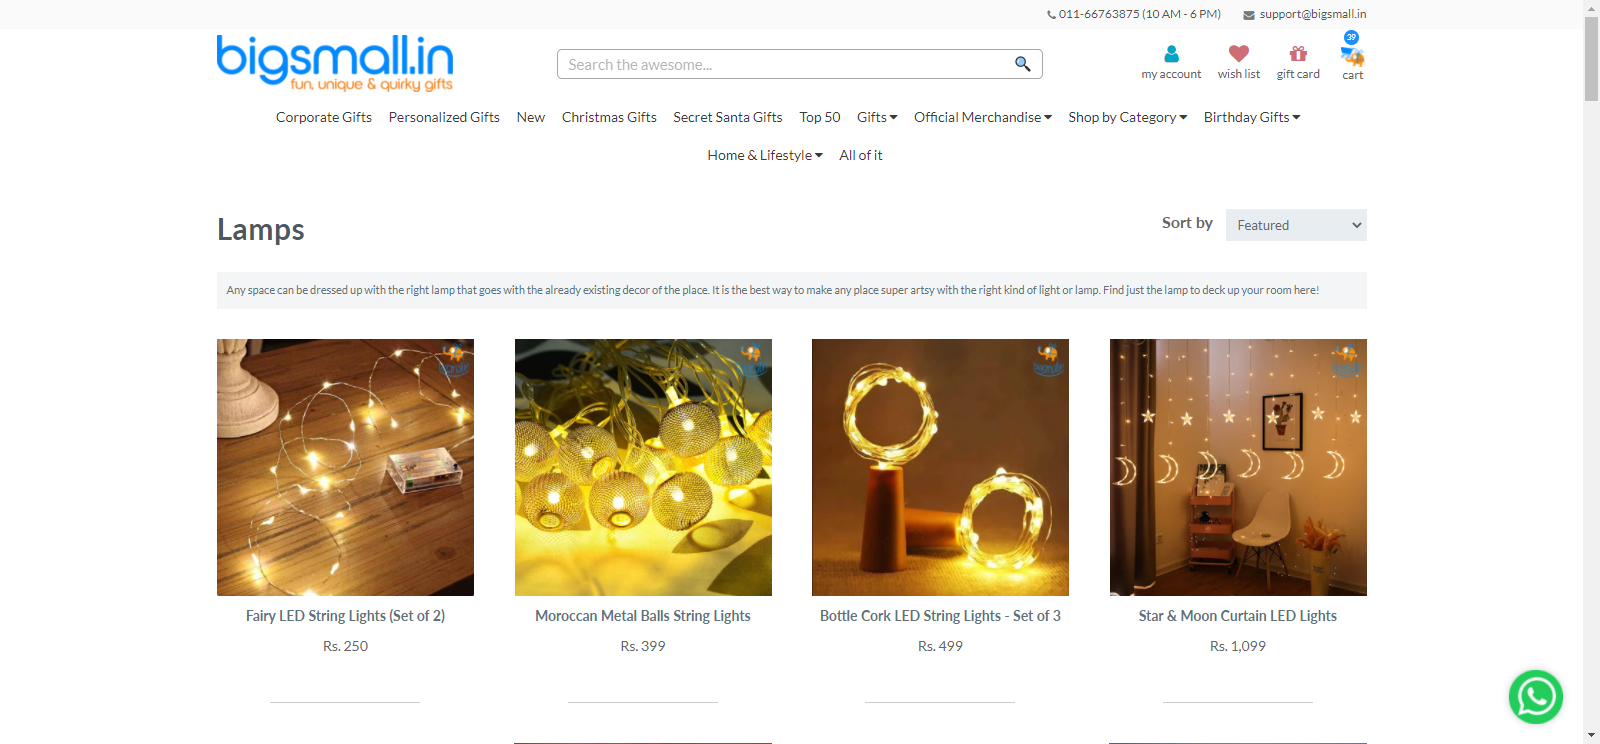 011-66763875 (10 AM - 6 PM) support@bigsmall.in
bigsmall.in
fun, unique & quirky gifts
Search the awesome...
my account wish list gift card 39 cart
Corporate Gifts Personalized Gifts New Christmas Gifts Secret Santa Gifts Top 50 Gifts Official Merchandise Shop by Category Birthday Gifts
Home & Lifestyle All of it
Lamps
Sort by Featured
Any space can be dressed up with the right lamp that goes with the already existing decor of the place. It is the best way to make any place super artsy with the right kind of light or lamp. Find just the lamp to deck up your room here!
Fairy LED String Lights (Set of 2) Moroccan Metal Balls String Lights Bottle Cork LED String Lights - Set of 3 Star & Moon Curtain LED Lights
Rs. 250 Rs. 399 Rs. 499 Rs. 1,099